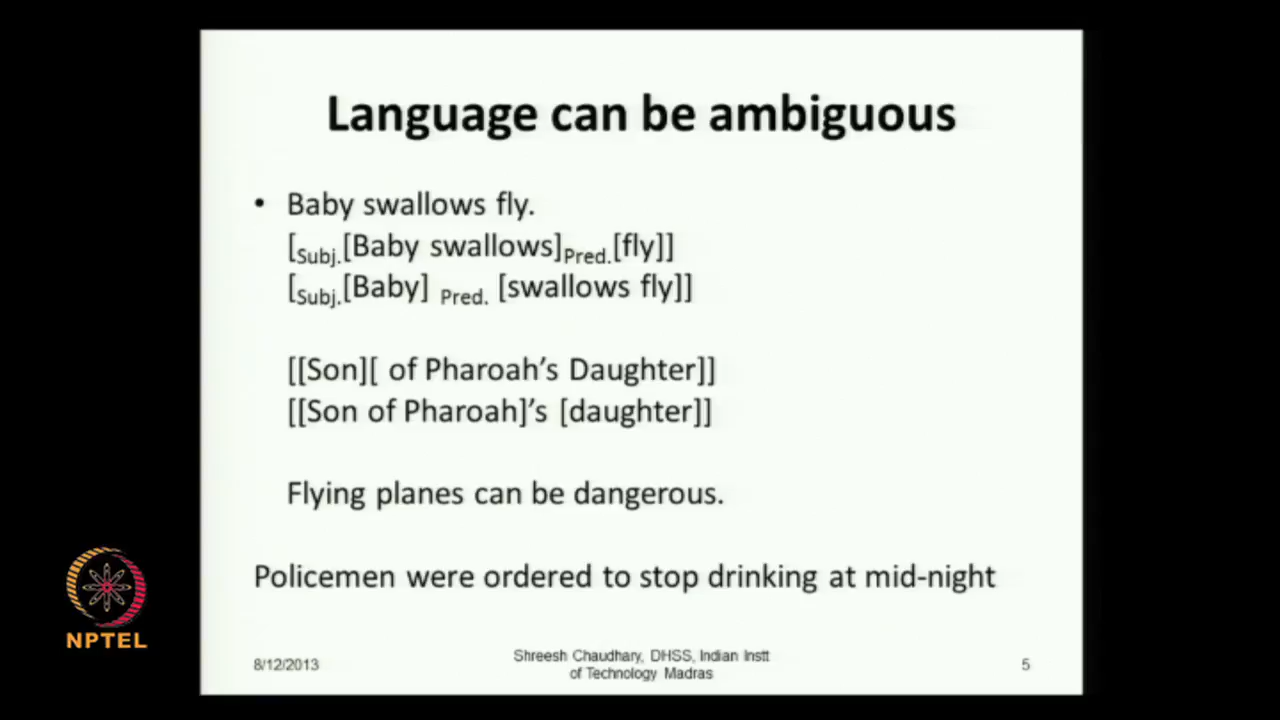 Language can be ambiguous
• Baby swallows fly.
[Subj.[Baby swallows]Pred.[fly]]
[Subj.[Baby] Pred. [swallows fly]]
[[Son][ of Pharoah’s Daughter]]
[[Son of Pharoah]’s [daughter]]
Flying planes can be dangerous.
Policemen were ordered to stop drinking at mid-night
NPTEL
8/12/2013
Shreesh Chaudhary, DHSS, Indian Instt
of Technology Madras
5